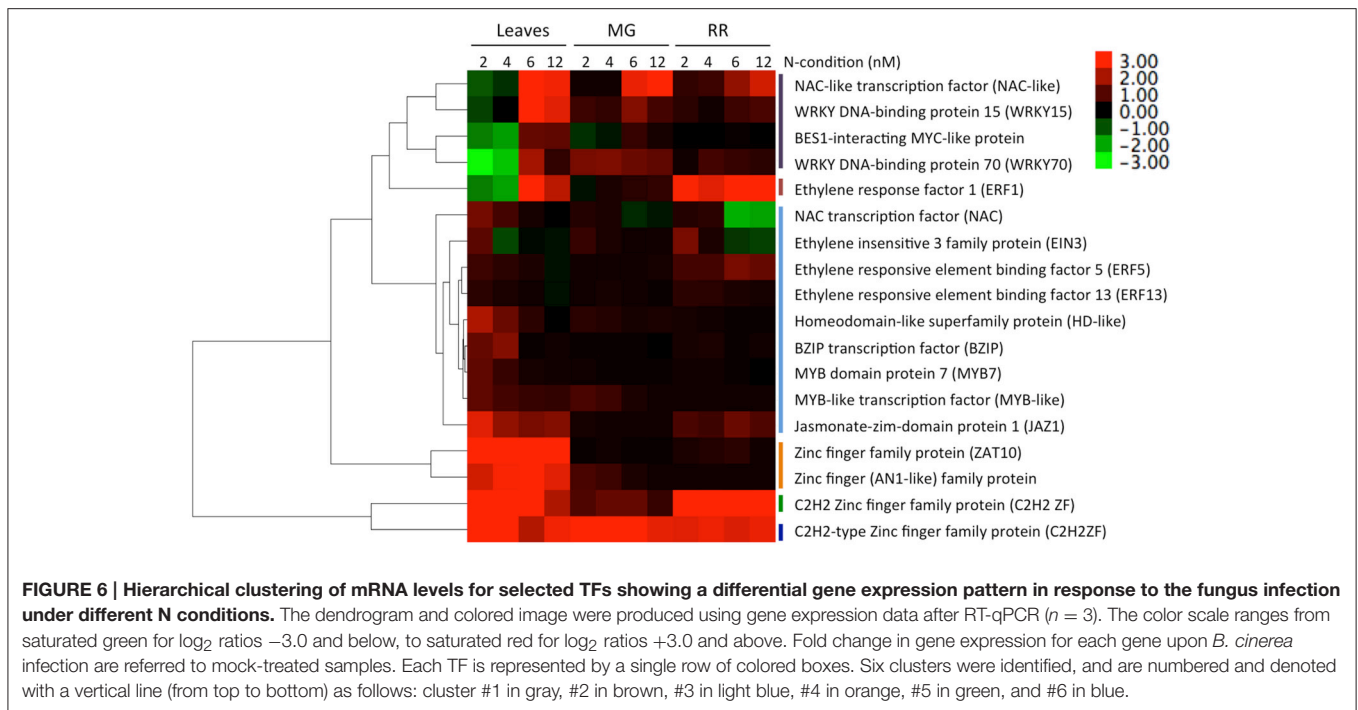 Leaves MG RR
2 4 6 12 2 4 6 12 2 4 6 12 N-condition (nM)
3.00
2.00
1.00
0.00
−1.00
−2.00
−3.00
NAC-like transcription factor (NAC-like)
WRKY DNA-binding protein 15 (WRKY15)
BES1-interacting MYC-like protein
WRKY DNA-binding protein 70 (WRKY70)
Ethylene response factor 1 (ERF1)
NAC transcription factor (NAC)
Ethylene insensitive 3 family protein (EIN3)
Ethylene responsive element binding factor 5 (ERF5)
Ethylene responsive element binding factor 13 (ERF13)
Homeodomain-like superfamily protein (HD-like)
BZIP transcription factor (BZIP)
MYB domain protein 7 (MYB7)
MYB-like transcription factor (MYB-like)
Jasmonate-zim-domain protein 1 (JAZ1)
Zinc finger family protein (ZAT10)
Zinc finger (AN1-like) family protein
C2H2 Zinc finger family protein (C2H2 ZF)
C2H2-type Zinc finger family protein (C2H2ZF)
FIGURE 6 | Hierarchical clustering of mRNA levels for selected TFs showing a differential gene expression pattern in response to the fungus infection
under different N conditions. The dendrogram and colored image were produced using gene expression data after RT-qPCR (n = 3). The color scale ranges from
saturated green for log₂ ratios −3.0 and below, to saturated red for log₂ ratios +3.0 and above. Fold change in gene expression for each gene upon B. cinerea
infection are referred to mock-treated samples. Each TF is represented by a single row of colored boxes. Six clusters were identified, and are numbered and denoted
with a vertical line (from top to bottom) as follows: cluster #1 in gray, #2 in brown, #3 in light blue, #4 in orange, #5 in green, and #6 in blue.